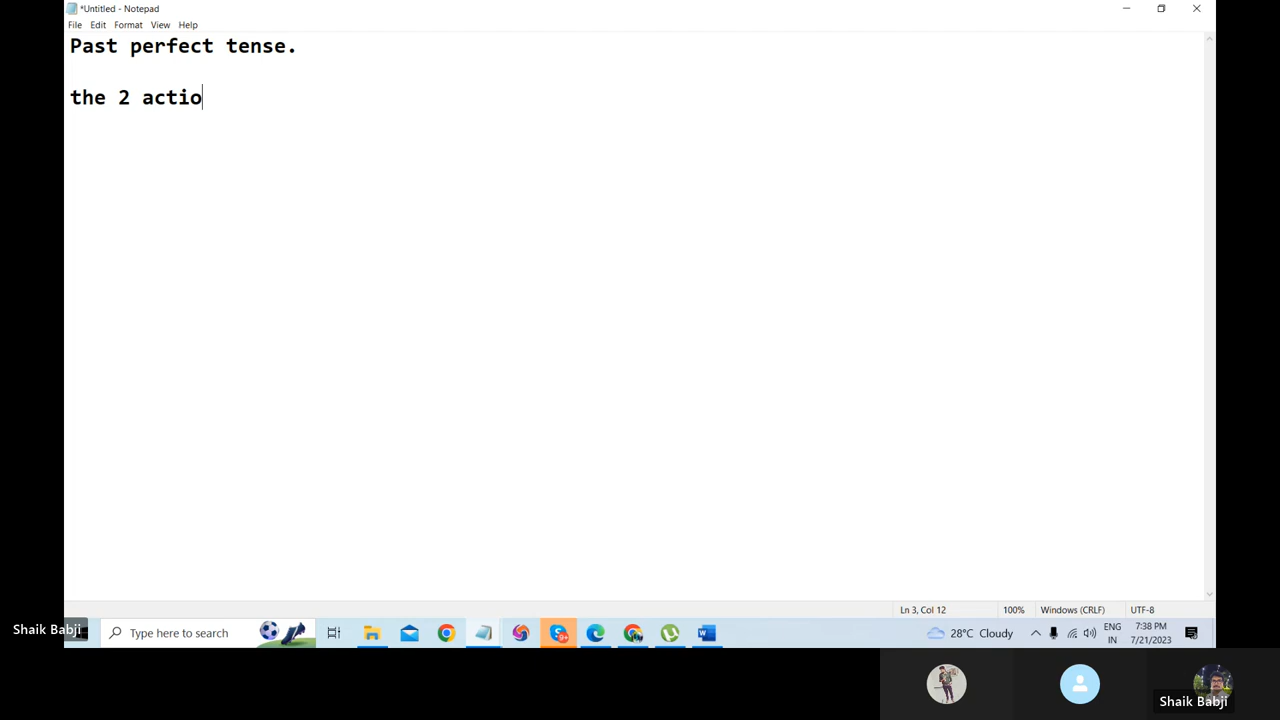 *Untitled - Notepad
File Edit Format View Help
Past perfect tense.
the 2 actio
Ln 3, Col 12 100% Windows (CRLF) UTF-8
Shaik Babji
Type here to search
28°C Cloudy
ENG
IN
7:38 PM
7/21/2023
Shaik Babji